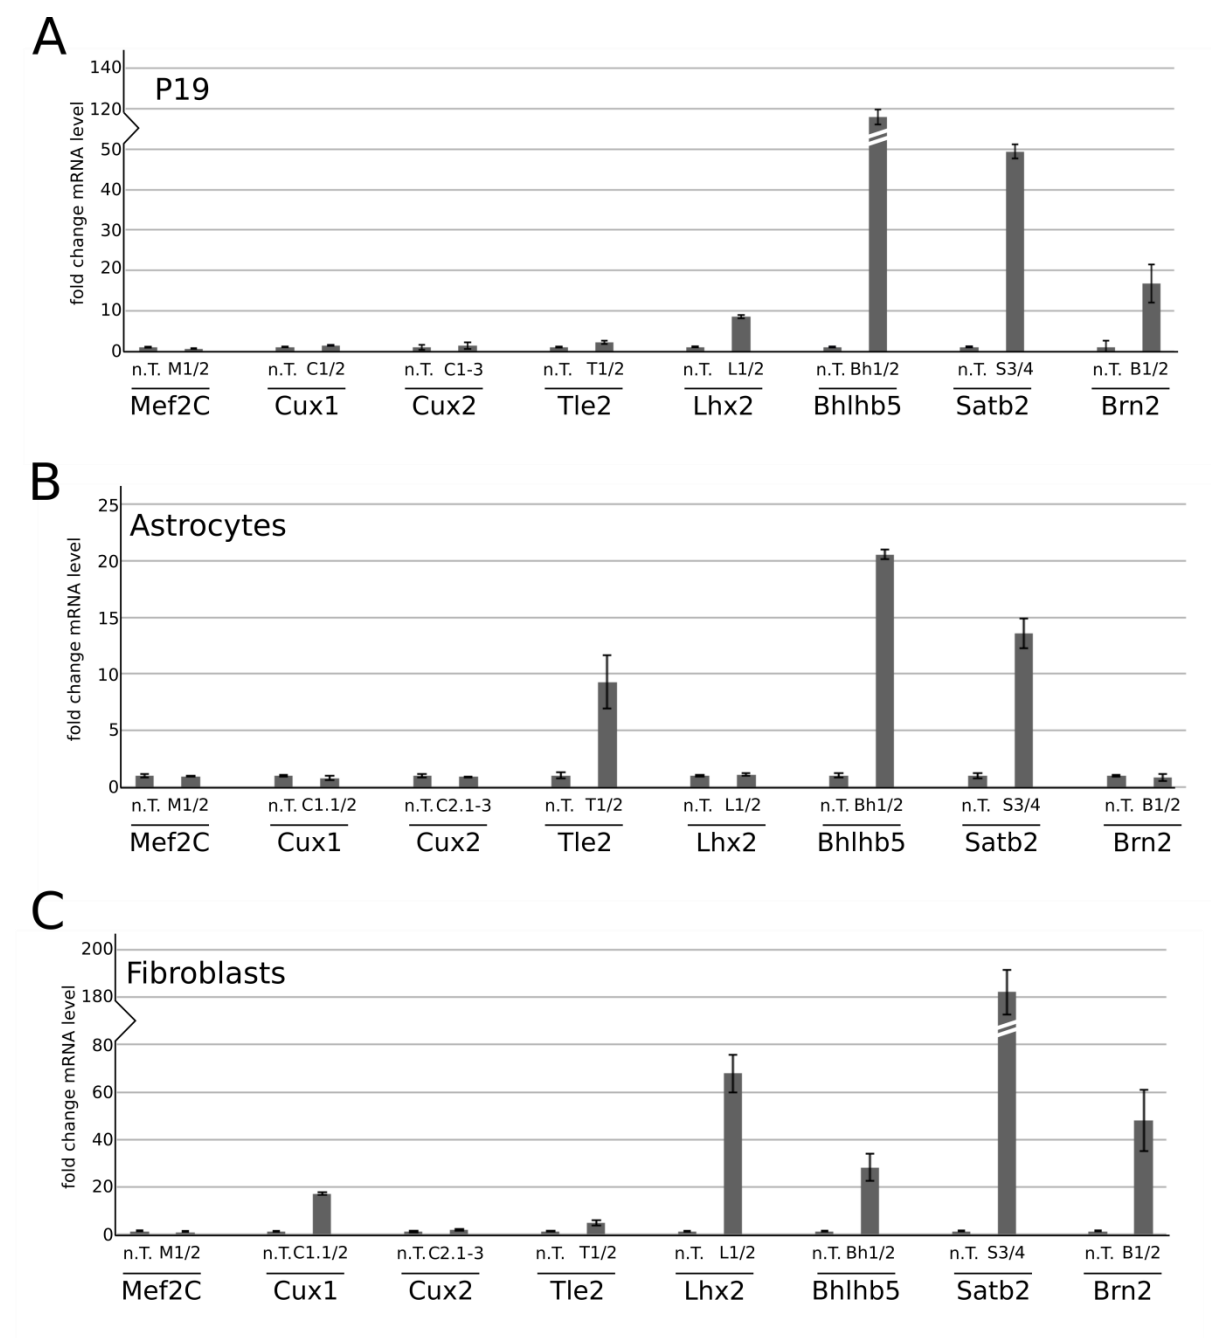 A
P19
fold change mRNA level
140
120
50
40
30
20
10
0
n.T. M1/2 n.T. C1/2 n.T. C1-3 n.T. T1/2 n.T. L1/2 n.T. Bh1/2 n.T. S3/4 n.T. B1/2
Mef2C Cux1 Cux2 Tle2 Lhx2 Bhlhb5 Satb2 Brn2
B
Astrocytes
fold change mRNA level
25
20
15
10
5
0
n.T. M1/2 n.T. C1.1/2 n.T. C2.1-3 n.T. T1/2 n.T. L1/2 n.T. Bh1/2 n.T. S3/4 n.T. B1/2
Mef2C Cux1 Cux2 Tle2 Lhx2 Bhlhb5 Satb2 Brn2
C
Fibroblasts
fold change mRNA level
200
180
80
60
40
20
0
n.T. M1/2 n.T. C1.1/2 n.T. C2.1-3 n.T. T1/2 n.T. L1/2 n.T. Bh1/2 n.T. S3/4 n.T. B1/2
Mef2C Cux1 Cux2 Tle2 Lhx2 Bhlhb5 Satb2 Brn2